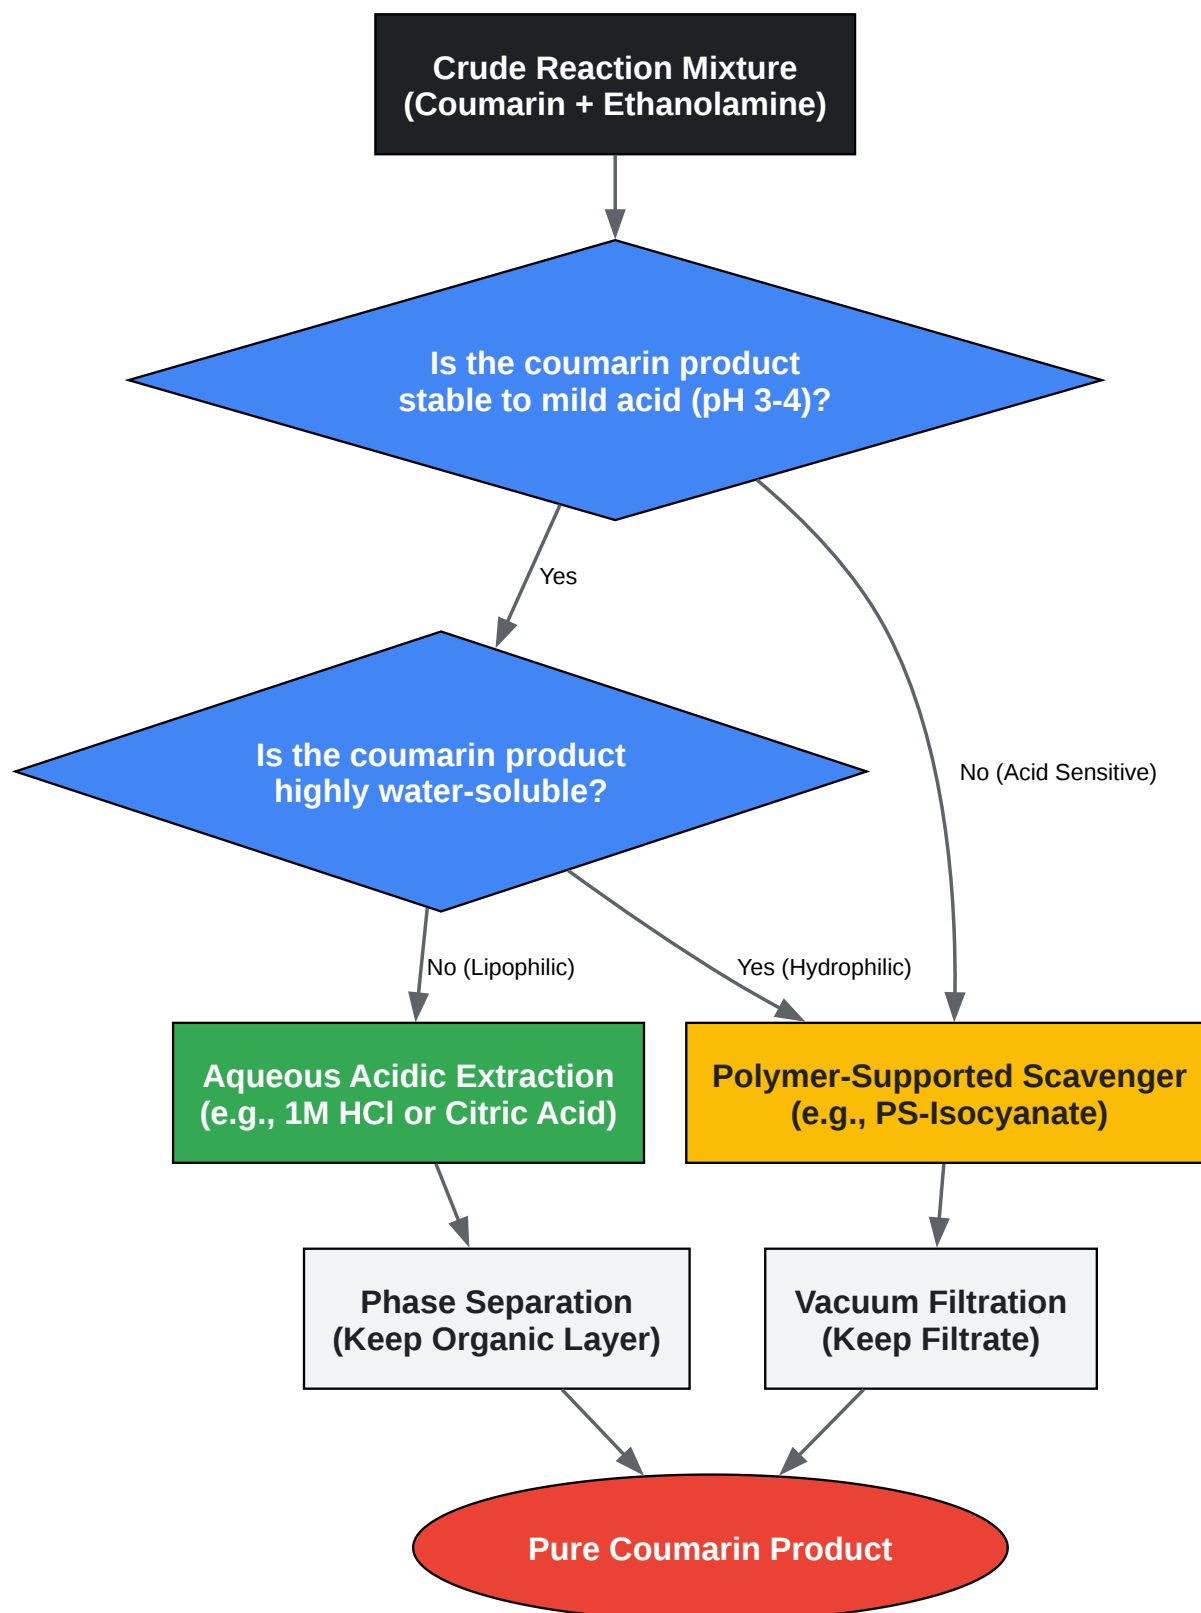 Crude Reaction Mixture
(Coumarin + Ethanolamine)
Is the coumarin product
stable to mild acid (pH 3-4)?
Yes
Is the coumarin product
highly water-soluble?
No (Acid Sensitive)
No (Lipophilic)
Yes (Hydrophilic)
Aqueous Acidic Extraction
(e.g., 1M HCl or Citric Acid)
Polymer-Supported Scavenger
(e.g., PS-Isocyanate)
Phase Separation
(Keep Organic Layer)
Vacuum Filtration
(Keep Filtrate)
Pure Coumarin Product